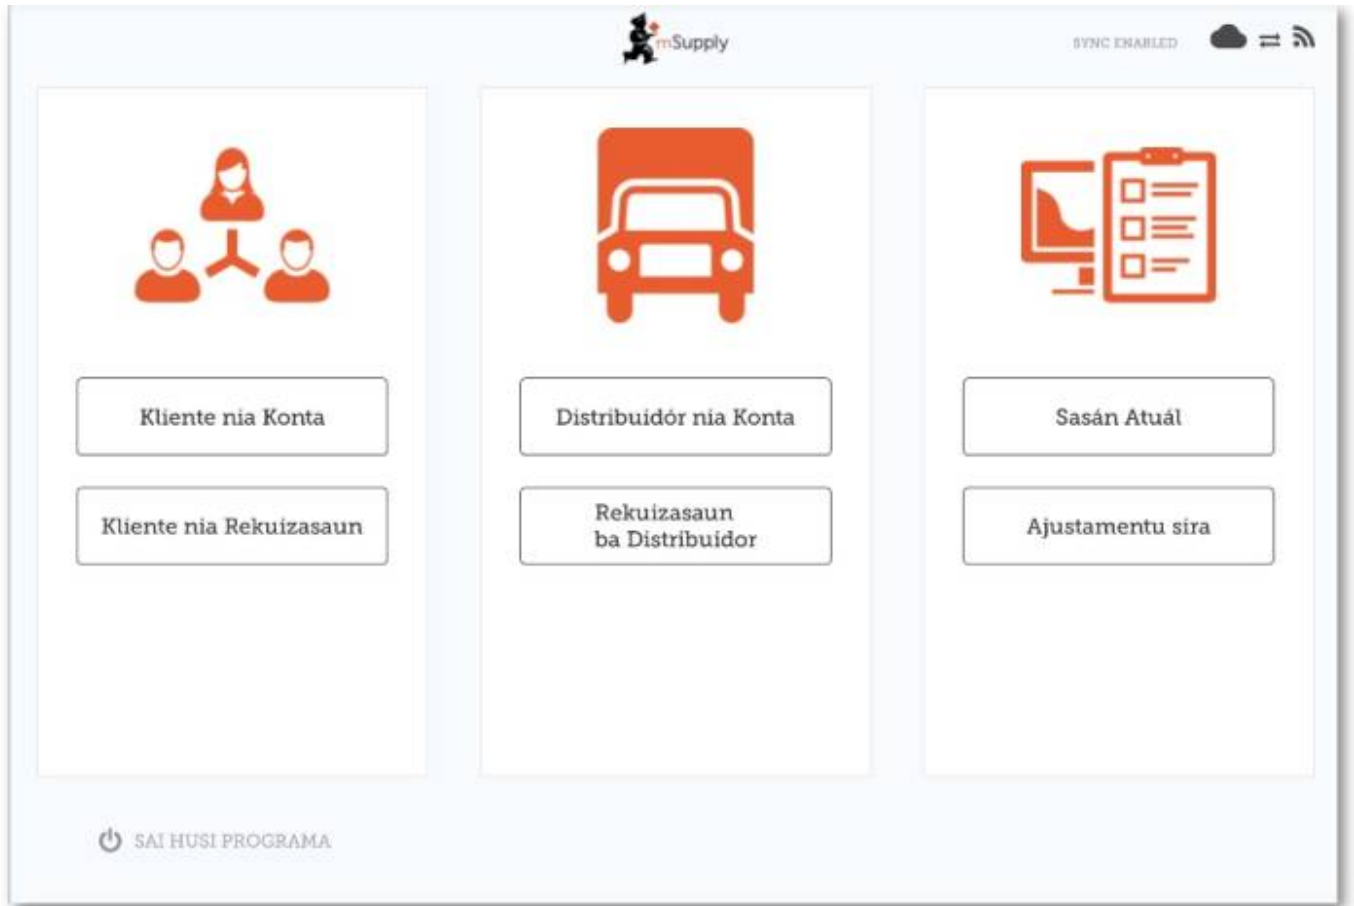 mSupply
SYNC ENABLED
Kliente nia Konta
Kliente nia Rekuizasaun
Distribuidór nia Konta
Rekuizasaun
ba Distribuidor
Sasán Atuál
Ajustamentu sira
SAI HUSI PROGRAMA